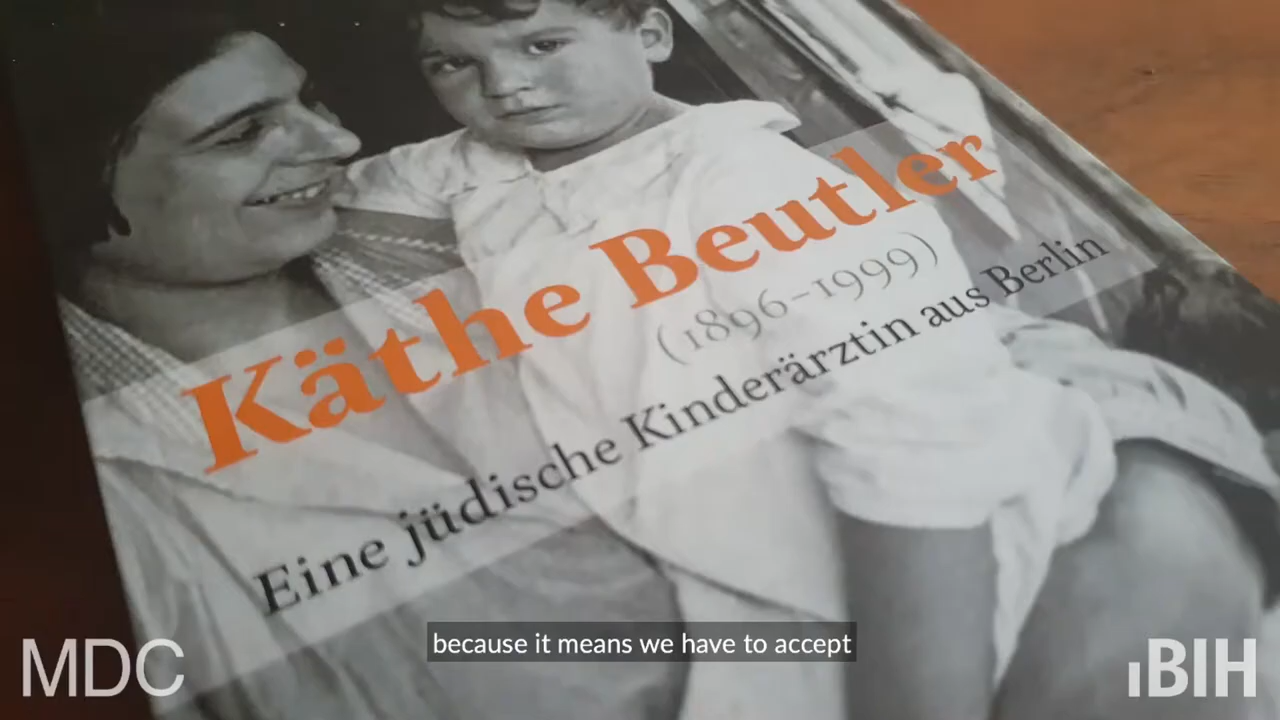 Käthe Beutler
(1896–1999)
Eine jüdische Kinderärztin aus Berlin
because it means we have to accept
MDC
BIH